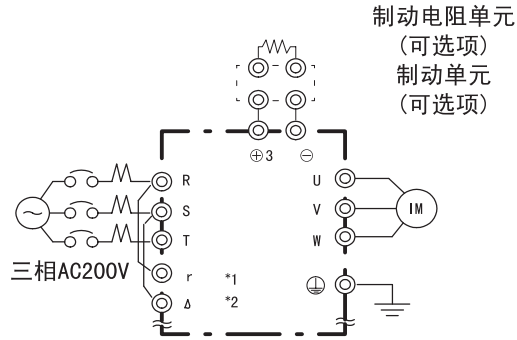 制动电阻单元
(可选项)
制动单元
(可选项)
⊕3 ⊖
R U
S V IM
T W
三相AC200V
r *1
Δ *2